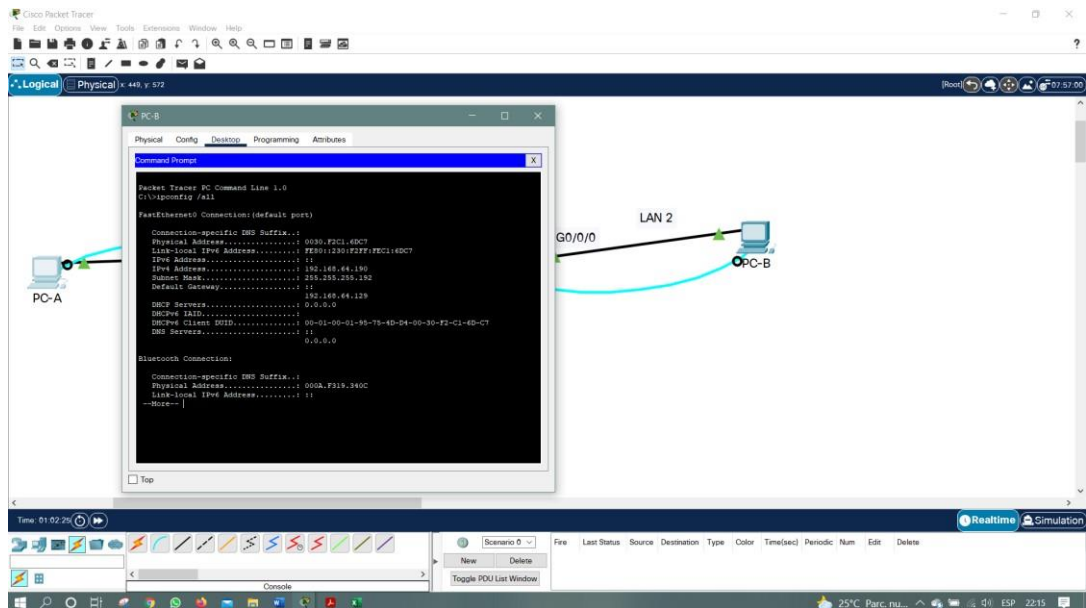 Cisco Packet Tracer
File Edit Options View Tools Extensions Window Help
?
Logical Physical x: 449, y: 572
[Root] 07:57:00
PC-B
Physical Config Desktop Programming Attributes
Command Prompt X
Packet Tracer PC Command Line 1.0
C:\>ipconfig /all
FastEthernet0 Connection:(default port)
Connection-specific DNS Suffix..:
Physical Address................: 0030.F2C1.6DC7
Link-local IPv6 Address.........: FE80::230:F2FF:FEC1:6DC7
IPv6 Address....................: ::
IPv4 Address....................: 192.168.64.190
Subnet Mask.....................: 255.255.255.192
Default Gateway.................: ::
192.168.64.129
DHCP Servers....................: 0.0.0.0
DHCPv6 IAID.....................:
DHCPv6 Client DUID..............: 00-01-00-01-95-75-4D-D4-00-30-F2-C1-6D-C7
DNS Servers.....................: ::
0.0.0.0
Bluetooth Connection:
Connection-specific DNS Suffix..:
Physical Address................: 000A.F319.340C
Link-local IPv6 Address.........: ::
--More--
Top
PC-A
G0/0/0
LAN 2
PC-B
Time: 01:02:25
Realtime Simulation
Scenario 0
New Delete
Toggle PDU List Window
Fire Last Status Source Destination Type Color Time(sec) Periodic Num Edit Delete
Console
25°C Parc. nu... ESP 22:15